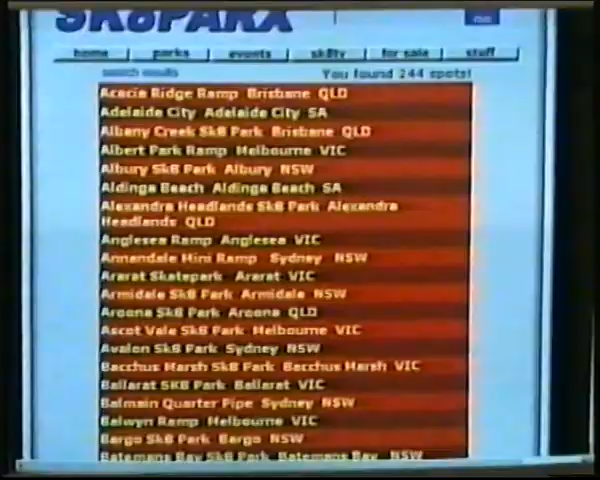 SK8PARX
home parks events sk8tv for sale stuff
search results You found 244 spots!
Acacia Ridge Ramp Brisbane QLD
Adelaide City Adelaide City SA
Albany Creek Sk8 Park Brisbane QLD
Albert Park Ramp Melbourne VIC
Albury Sk8 Park Albury NSW
Aldinga Beach Aldinga Beach SA
Alexandra Headlands Sk8 Park Alexandra
Headlands QLD
Anglesea Ramp Anglesea VIC
Annandale Mini Ramp Sydney NSW
Ararat Skatepark Ararat VIC
Armidale Sk8 Park Armidale NSW
Aroona Sk8 Park Aroona QLD
Ascot Vale Sk8 Park Melbourne VIC
Avalon Sk8 Park Sydney NSW
Bacchus Marsh Sk8 Park Bacchus Marsh VIC
Ballarat SK8 Park Ballarat VIC
Balmain Quarter Pipe Sydney NSW
Balwyn Ramp Melbourne VIC
Bargo Sk8 Park Bargo NSW
Batemans Bay Sk8 Park Batemans Bay NSW